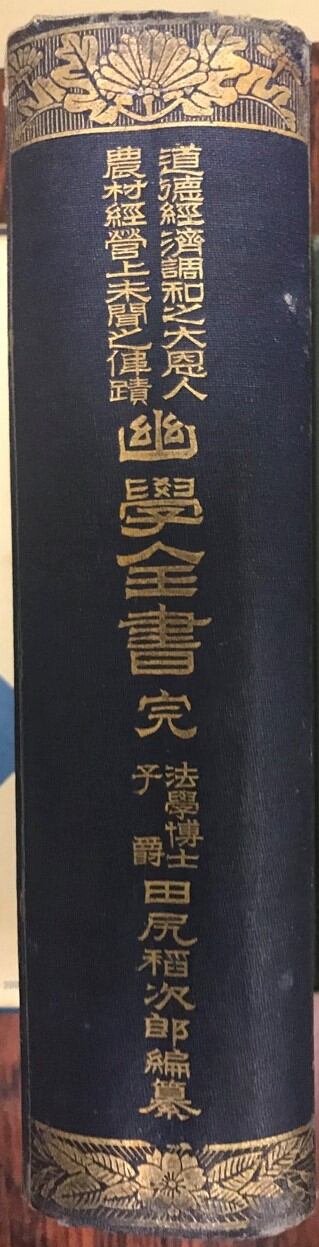 道德經濟調和之大恩人
農村經營上未聞之偉蹟
幽學全書 完
法學博士
子爵
田尻稻次郎編纂